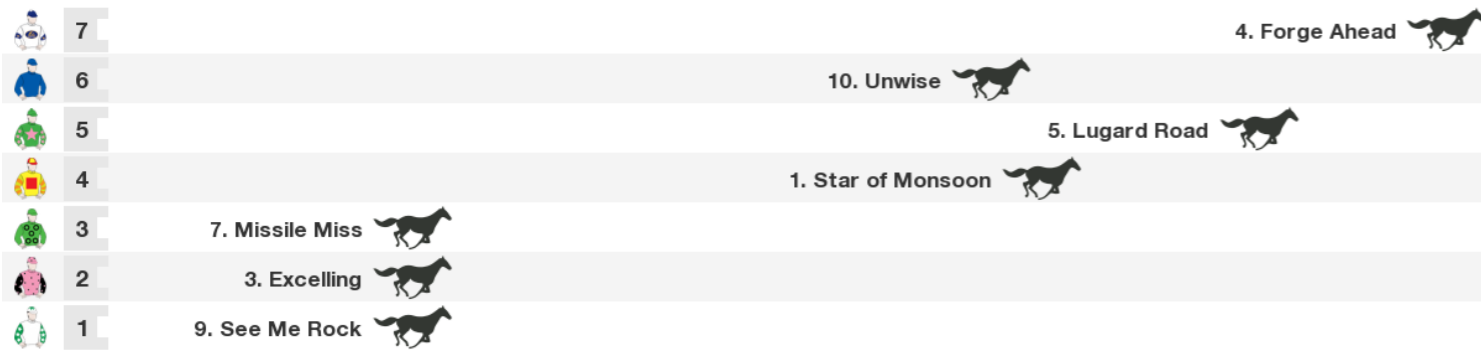 7 4. Forge Ahead
6 10. Unwise
5 5. Lugard Road
4 1. Star of Monsoon
3 7. Missile Miss
2 3. Excelling
1 9. See Me Rock